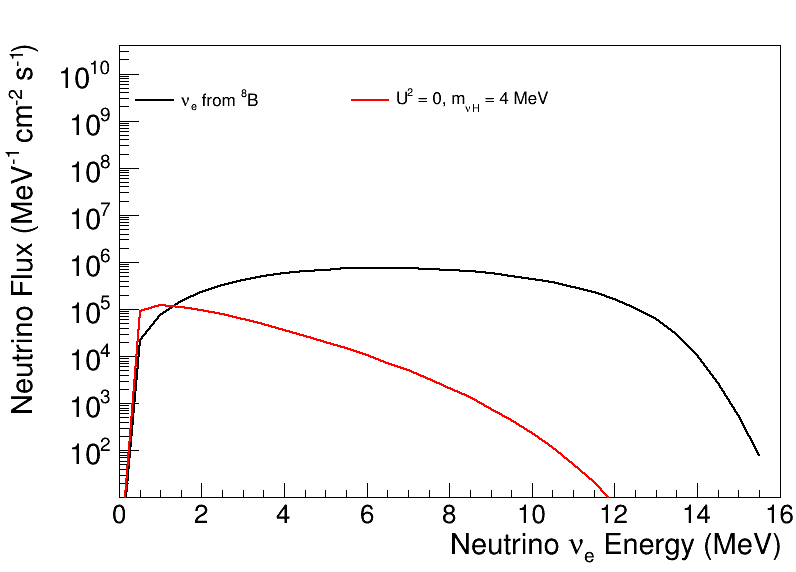 Neutrino Flux (MeV⁻¹ cm⁻² s⁻¹)
10¹⁰
10⁹
10⁸
10⁷
10⁶
10⁵
10⁴
10³
10²
νₑ from ⁸B
U² = 0, m_νH = 4 MeV
0 2 4 6 8 10 12 14 16
Neutrino νₑ Energy (MeV)